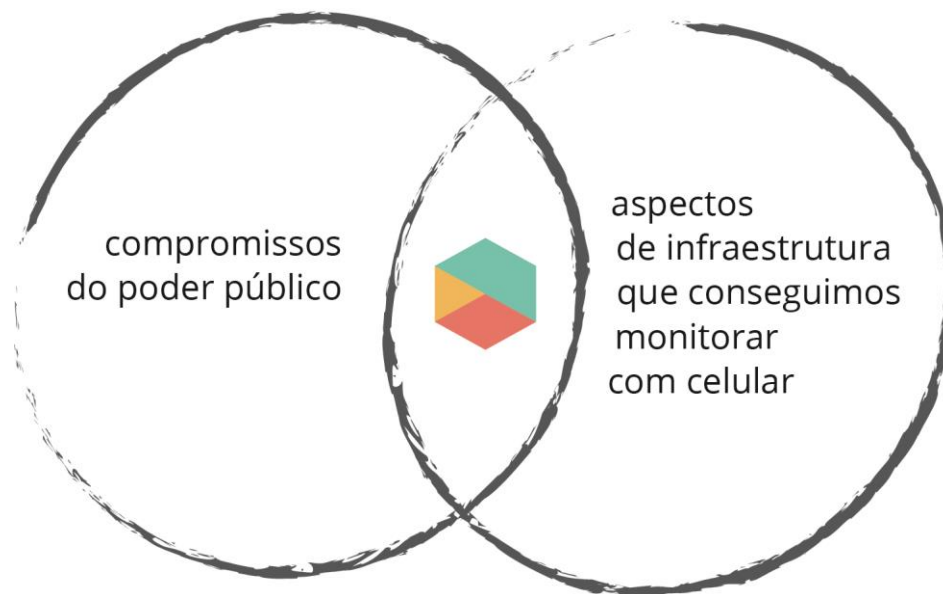 compromissos
do poder público
aspectos
de infraestrutura
que conseguimos
monitorar
com celular